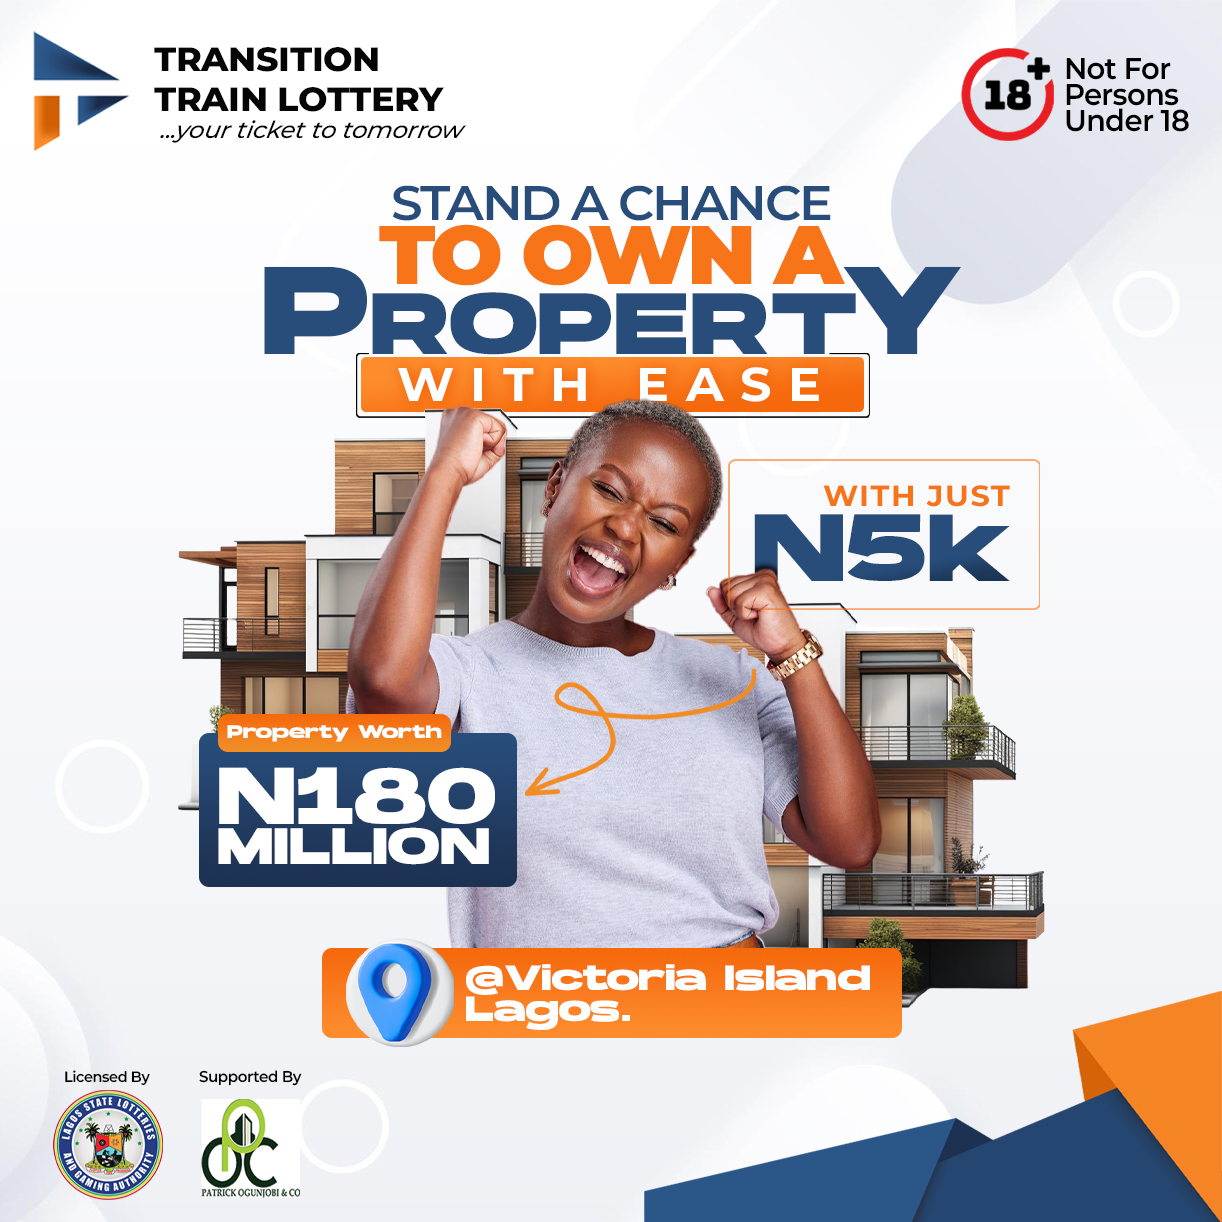 TRANSITION
TRAIN LOTTERY
...your ticket to tomorrow
18+
Not For
Persons
Under 18
STAND A CHANCE
TO OWN A
PROPERTY
WITH EASE
WITH JUST
N5k
Property Worth
N180
MILLION
@Victoria Island
Lagos.
Licensed By
LAGOS STATE LOTTERIES
AND GAMING AUTHORITY
Supported By
POC
PATRICK OGUNJOBI & CO